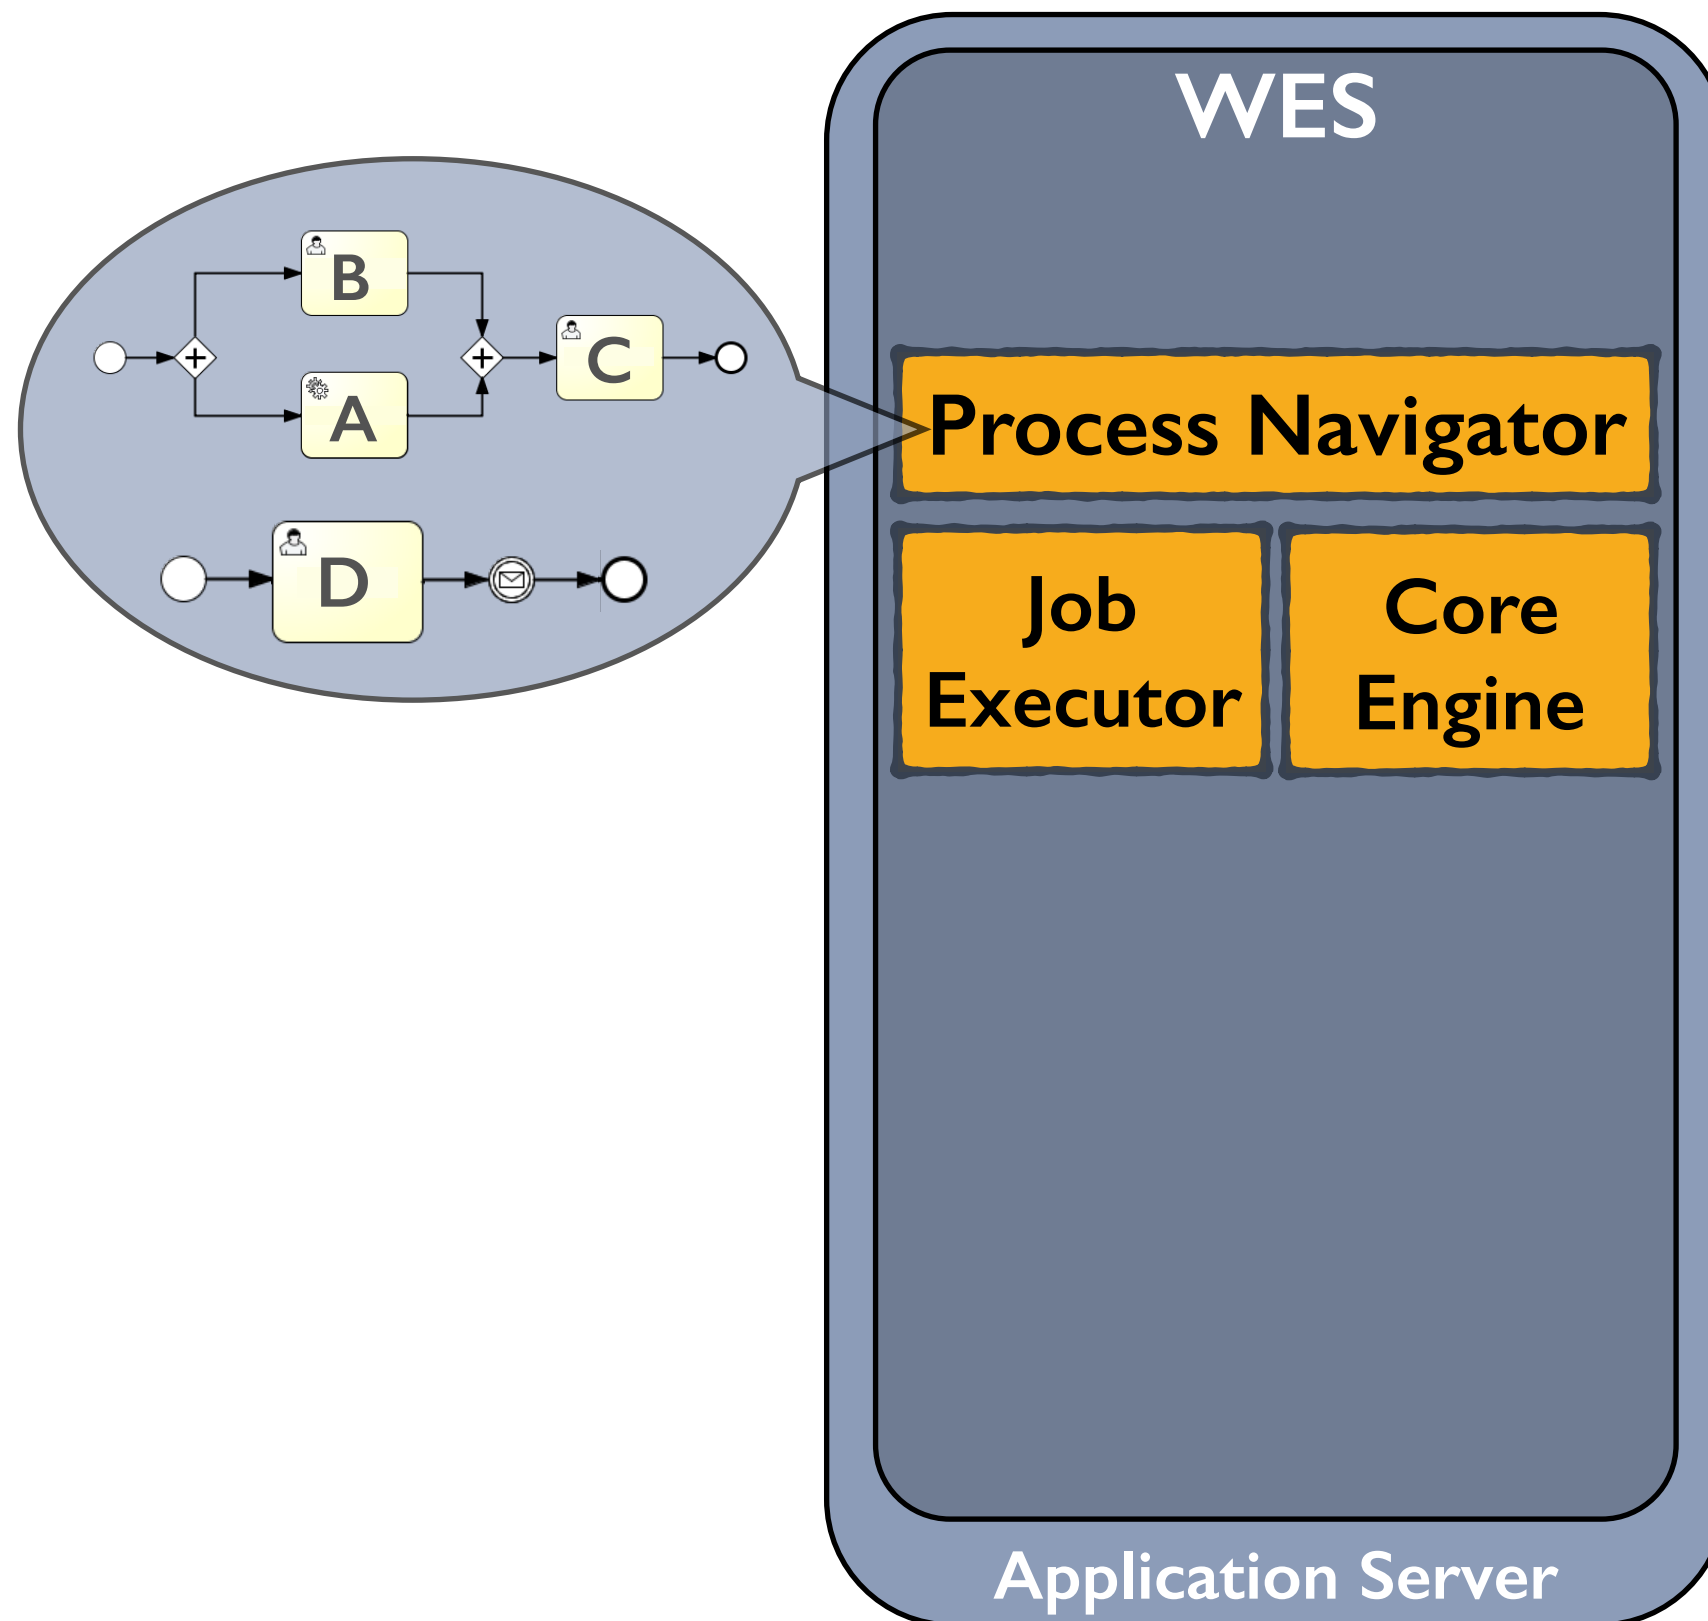 WES
B
A
C
D
Process Navigator
Job
Executor
Core
Engine
Application Server